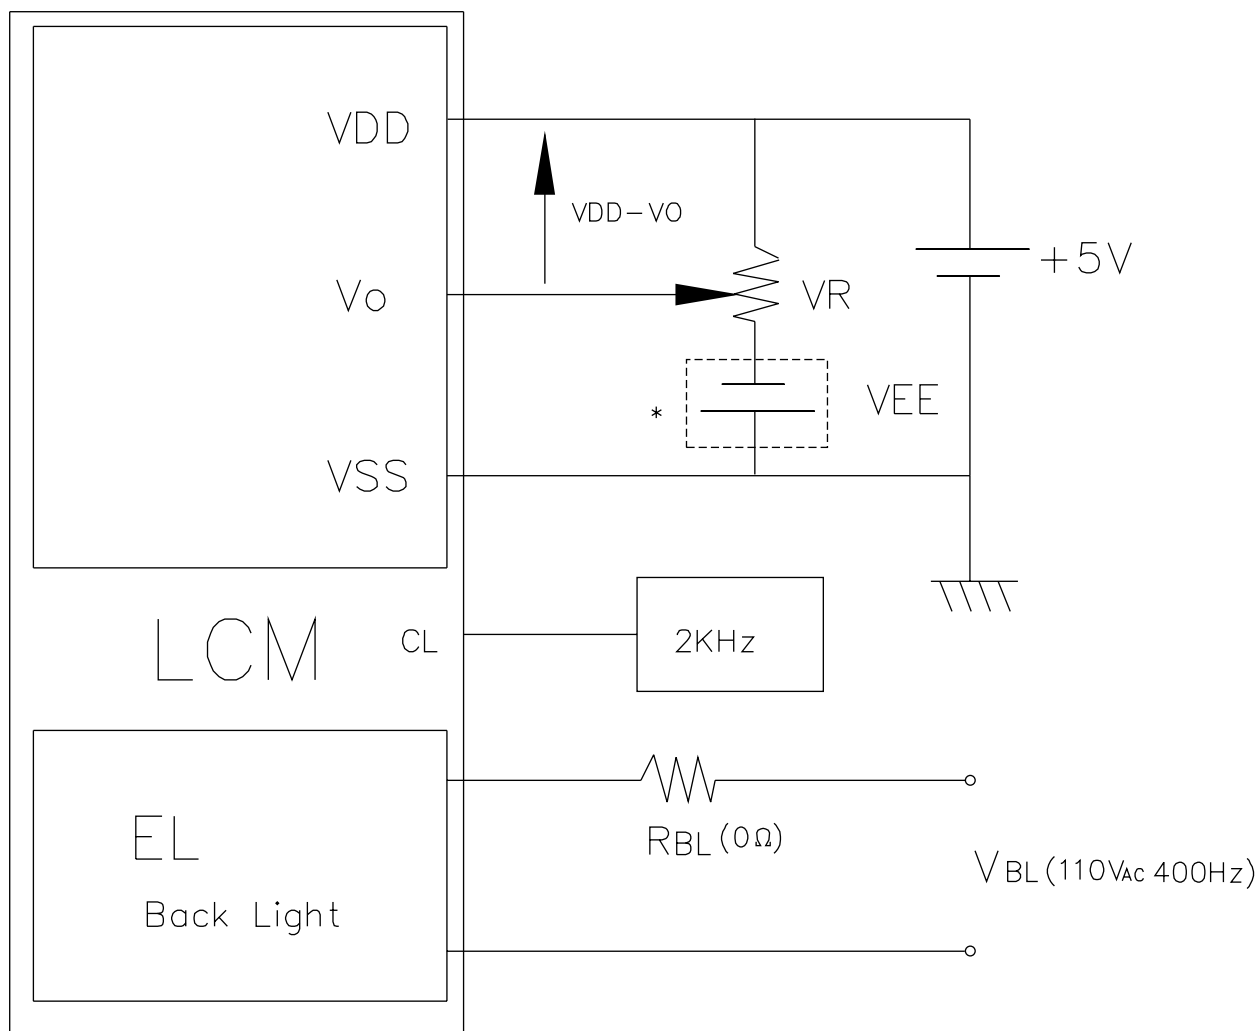 VDD
VDD-VO
+5V
Vo
VR
VEE
*
VSS
LCM
CL
2KHz
EL
Back Light
RBL (0Ω)
VBL (110VAC 400Hz)